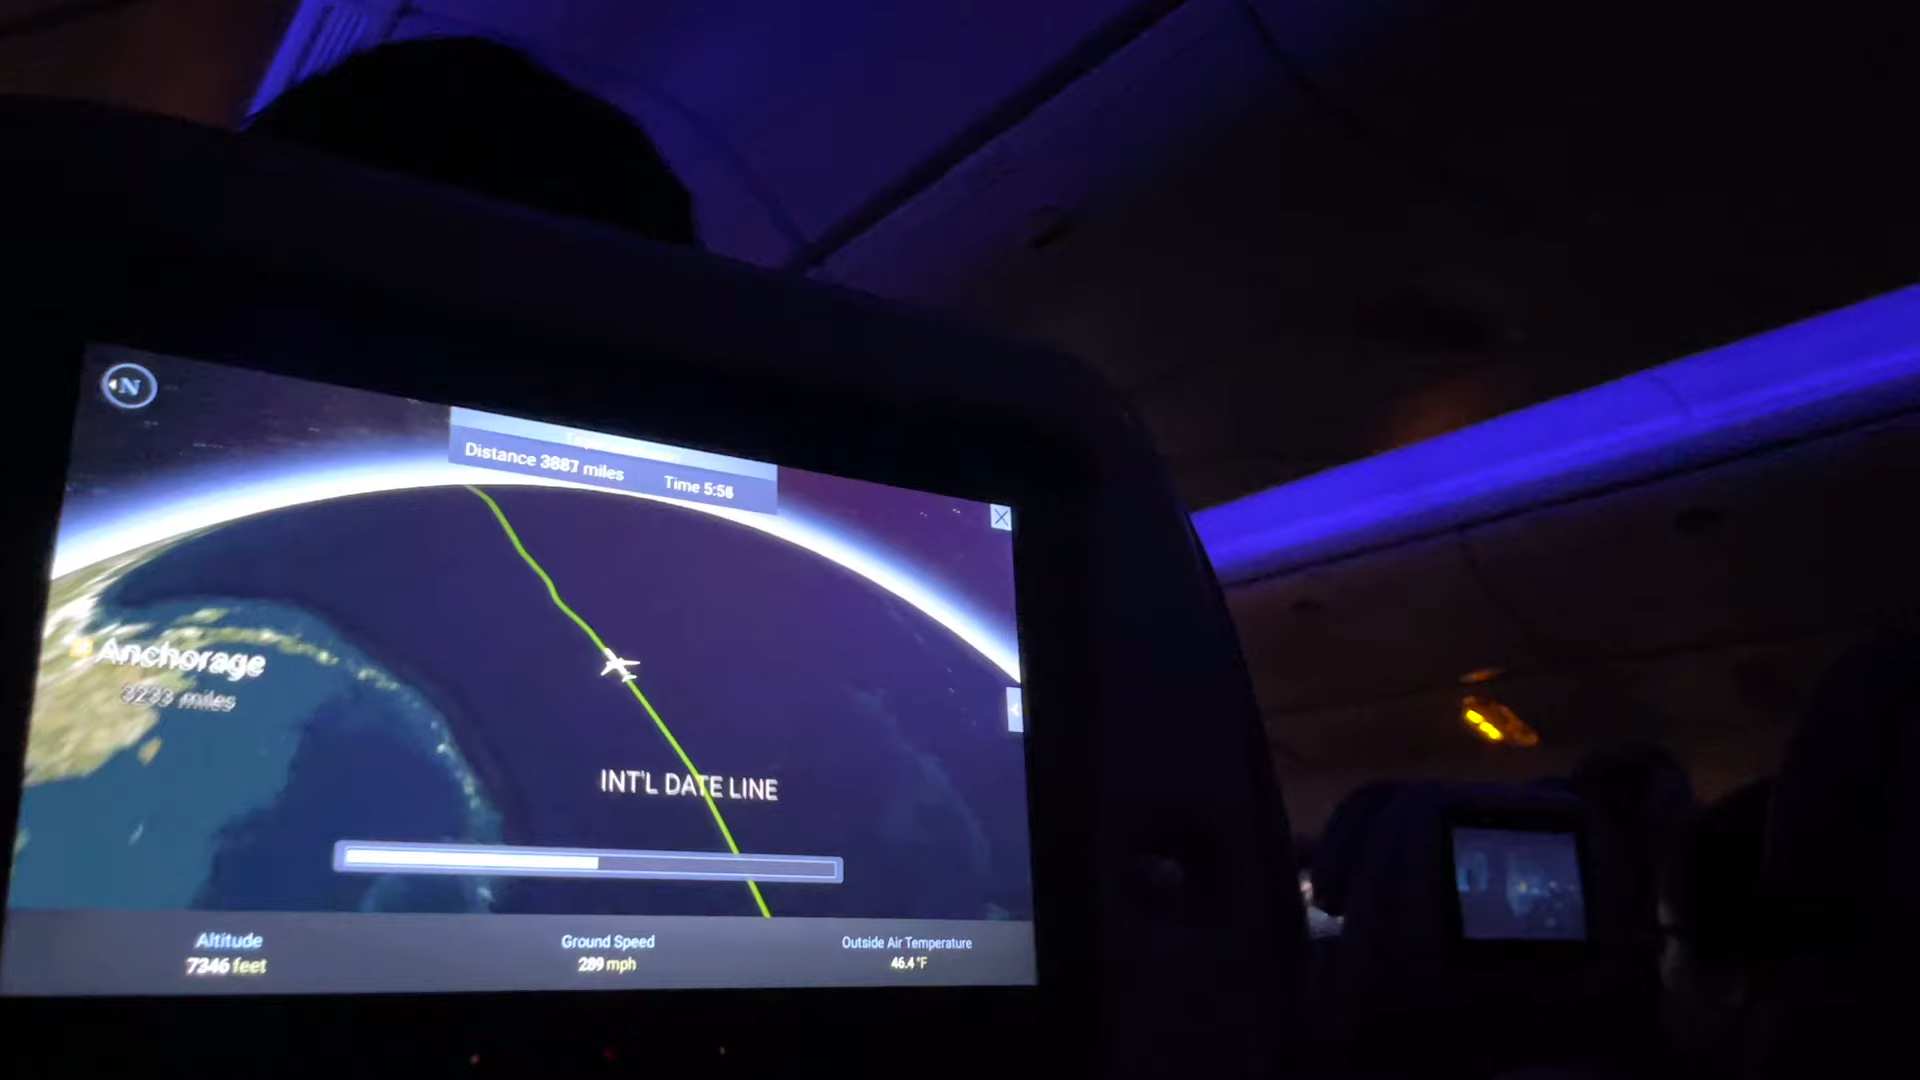 N
Distance 3887 miles
Time 5:56
Anchorage
3233 miles
INT'L DATE LINE
Altitude
7346 feet
Ground Speed
289 mph
Outside Air Temperature
46.4 °F